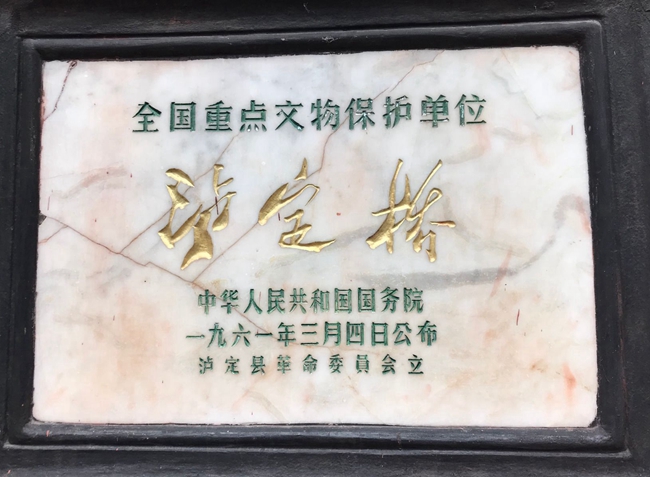 全国重点文物保护单位
泸定桥
中华人民共和国国务院
一九六一年三月四日公布
泸定县革命委員会立